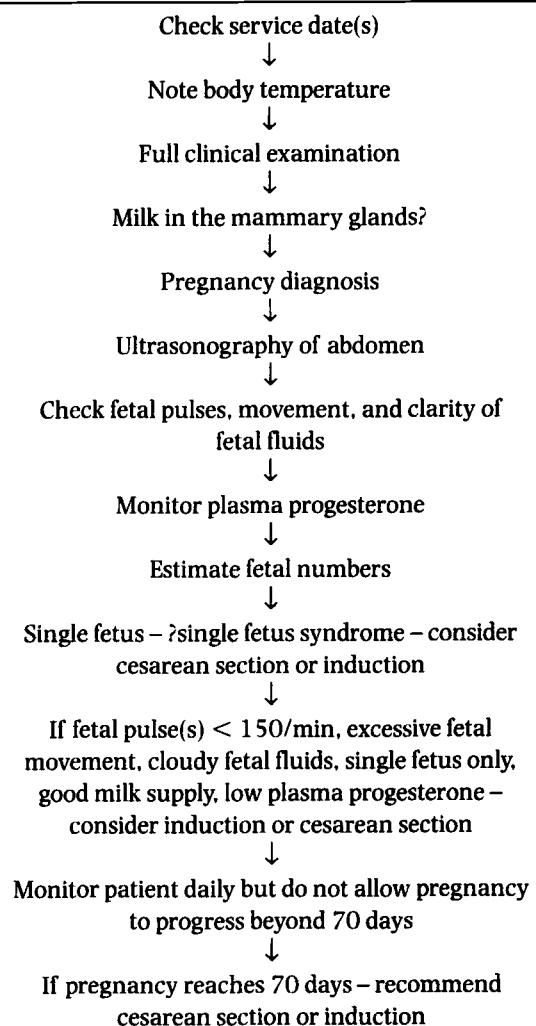 Check service date(s)
↓
Note body temperature
↓
Full clinical examination
↓
Milk in the mammary glands?
↓
Pregnancy diagnosis
↓
Ultrasonography of abdomen
↓
Check fetal pulses, movement, and clarity of
fetal fluids
↓
Monitor plasma progesterone
↓
Estimate fetal numbers
↓
Single fetus – ?single fetus syndrome – consider
cesarean section or induction
↓
If fetal pulse(s) < 150/min, excessive fetal
movement, cloudy fetal fluids, single fetus only,
good milk supply, low plasma progesterone –
consider induction or cesarean section
↓
Monitor patient daily but do not allow pregnancy
to progress beyond 70 days
↓
If pregnancy reaches 70 days – recommend
cesarean section or induction